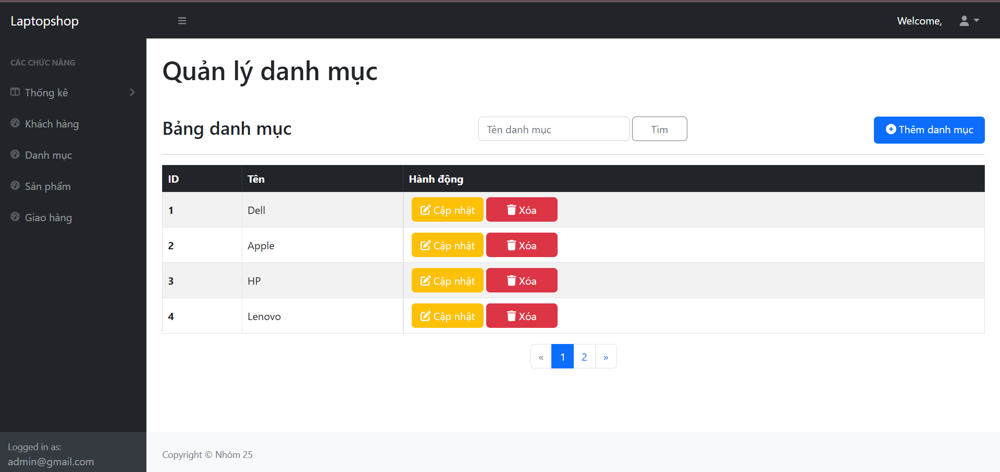 Laptopshop
Welcome,
CÁC CHỨC NĂNG
Thống kê
Khách hàng
Danh mục
Sản phẩm
Giao hàng
Logged in as:
admin@gmail.com
Quản lý danh mục
Bảng danh mục
Tên danh mục
Tìm
Thêm danh mục
ID Tên Hành động
1 Dell Cập nhật Xóa
2 Apple Cập nhật Xóa
3 HP Cập nhật Xóa
4 Lenovo Cập nhật Xóa
« 1 2 »
Copyright © Nhóm 25